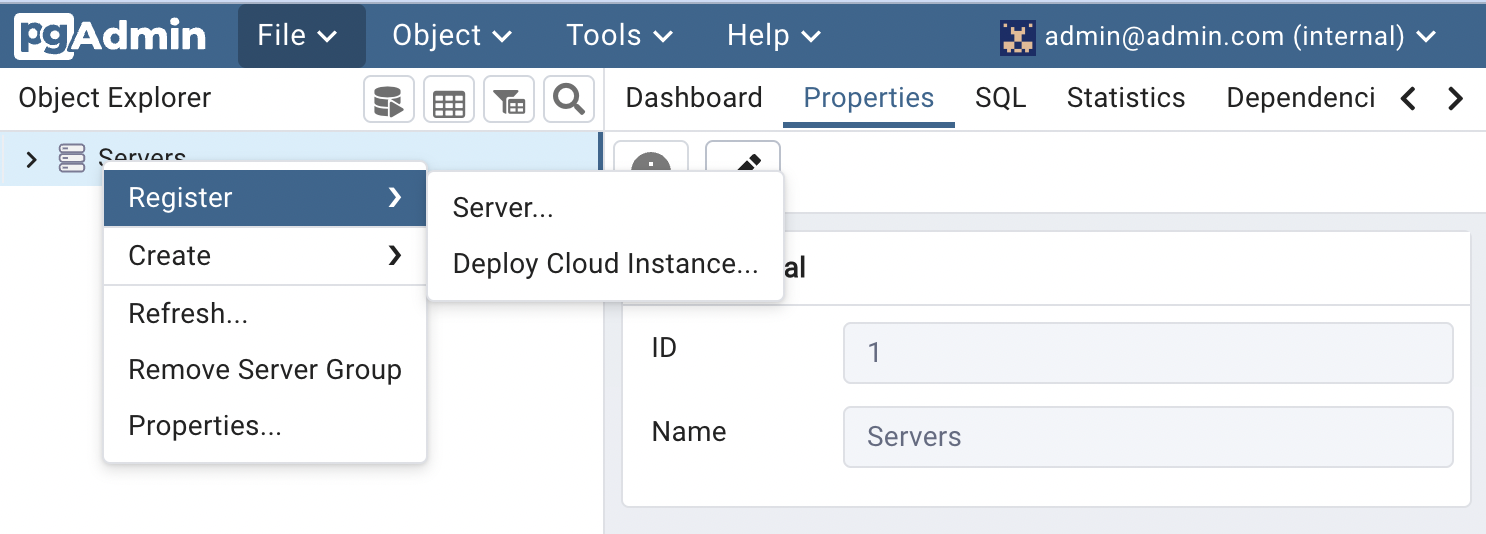 pgAdmin File Object Tools Help admin@admin.com (internal)
Object Explorer
Dashboard Properties SQL Statistics Dependenci
Servers
Register
Create
Refresh...
Remove Server Group
Properties...
Server...
Deploy Cloud Instance...
al
ID 1
Name Servers